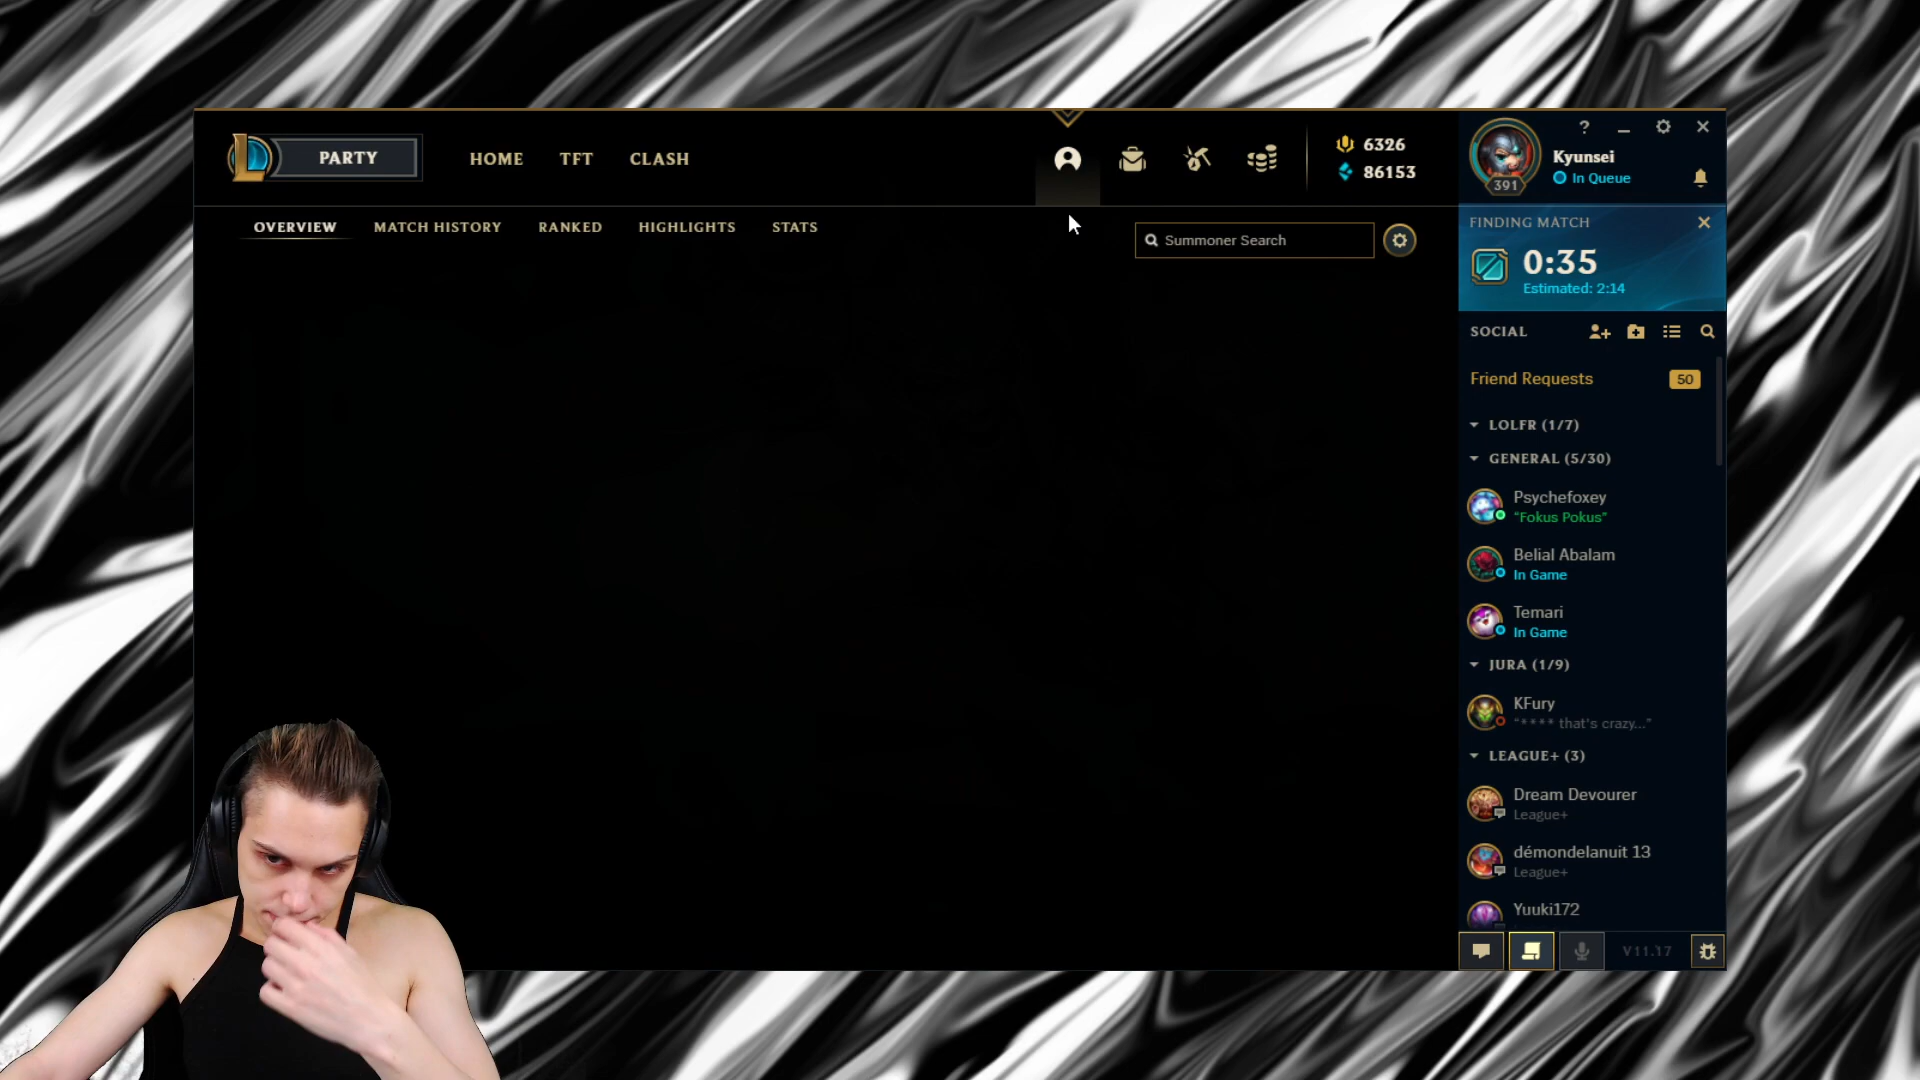 PARTY
HOME
TFT
CLASH
6326
86153
391
?
Kyunsei
In Queue
OVERVIEW
MATCH HISTORY
RANKED
HIGHLIGHTS
STATS
Summoner Search
FINDING MATCH
0:35
Estimated: 2:14
SOCIAL
Friend Requests
50
LOLFR (1/7)
GENERAL (5/30)
Psychefoxey
"Fokus Pokus"
Belial Abalam
In Game
Temari
In Game
JURA (1/9)
KFury
"**** that's crazy..."
LEAGUE+ (3)
Dream Devourer
League+
démondelanuit 13
League+
Yuuki172
V11.17